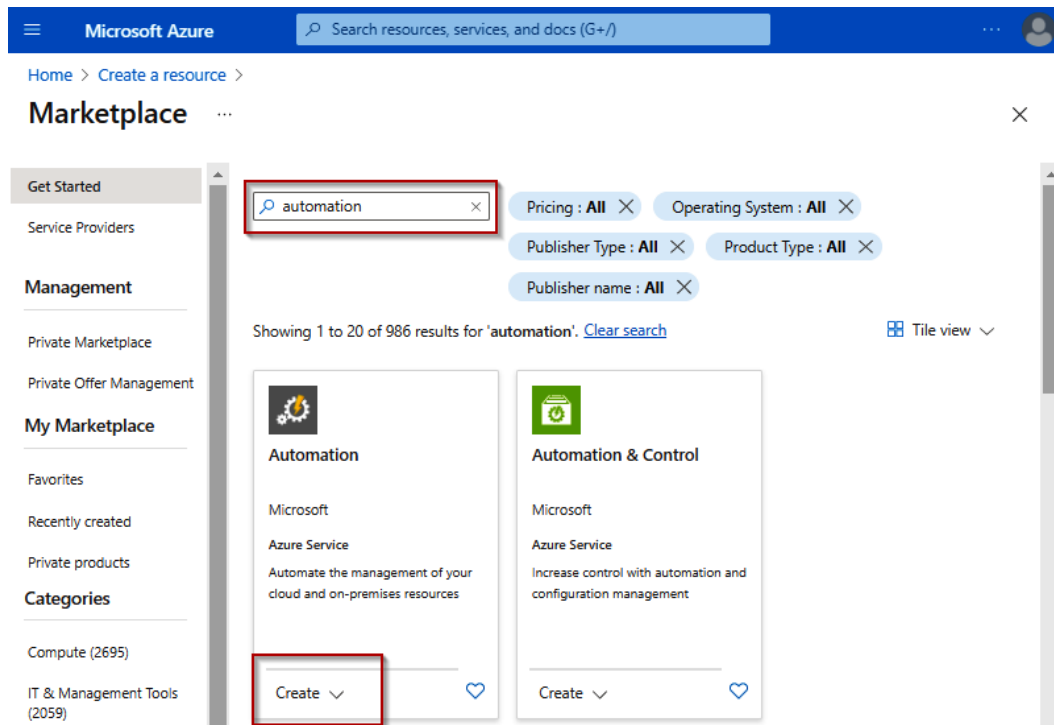 Microsoft Azure
Search resources, services, and docs (G+/)
...
Home > Create a resource >
Marketplace ...
Get Started
Service Providers
Management
Private Marketplace
Private Offer Management
My Marketplace
Favorites
Recently created
Private products
Categories
Compute (2695)
IT & Management Tools
(2059)
automation
Pricing : All
Operating System : All
Publisher Type : All
Product Type : All
Publisher name : All
Showing 1 to 20 of 986 results for 'automation'. Clear search
Tile view
Automation
Microsoft
Azure Service
Automate the management of your
cloud and on-premises resources
Create
Automation & Control
Microsoft
Azure Service
Increase control with automation and
configuration management
Create